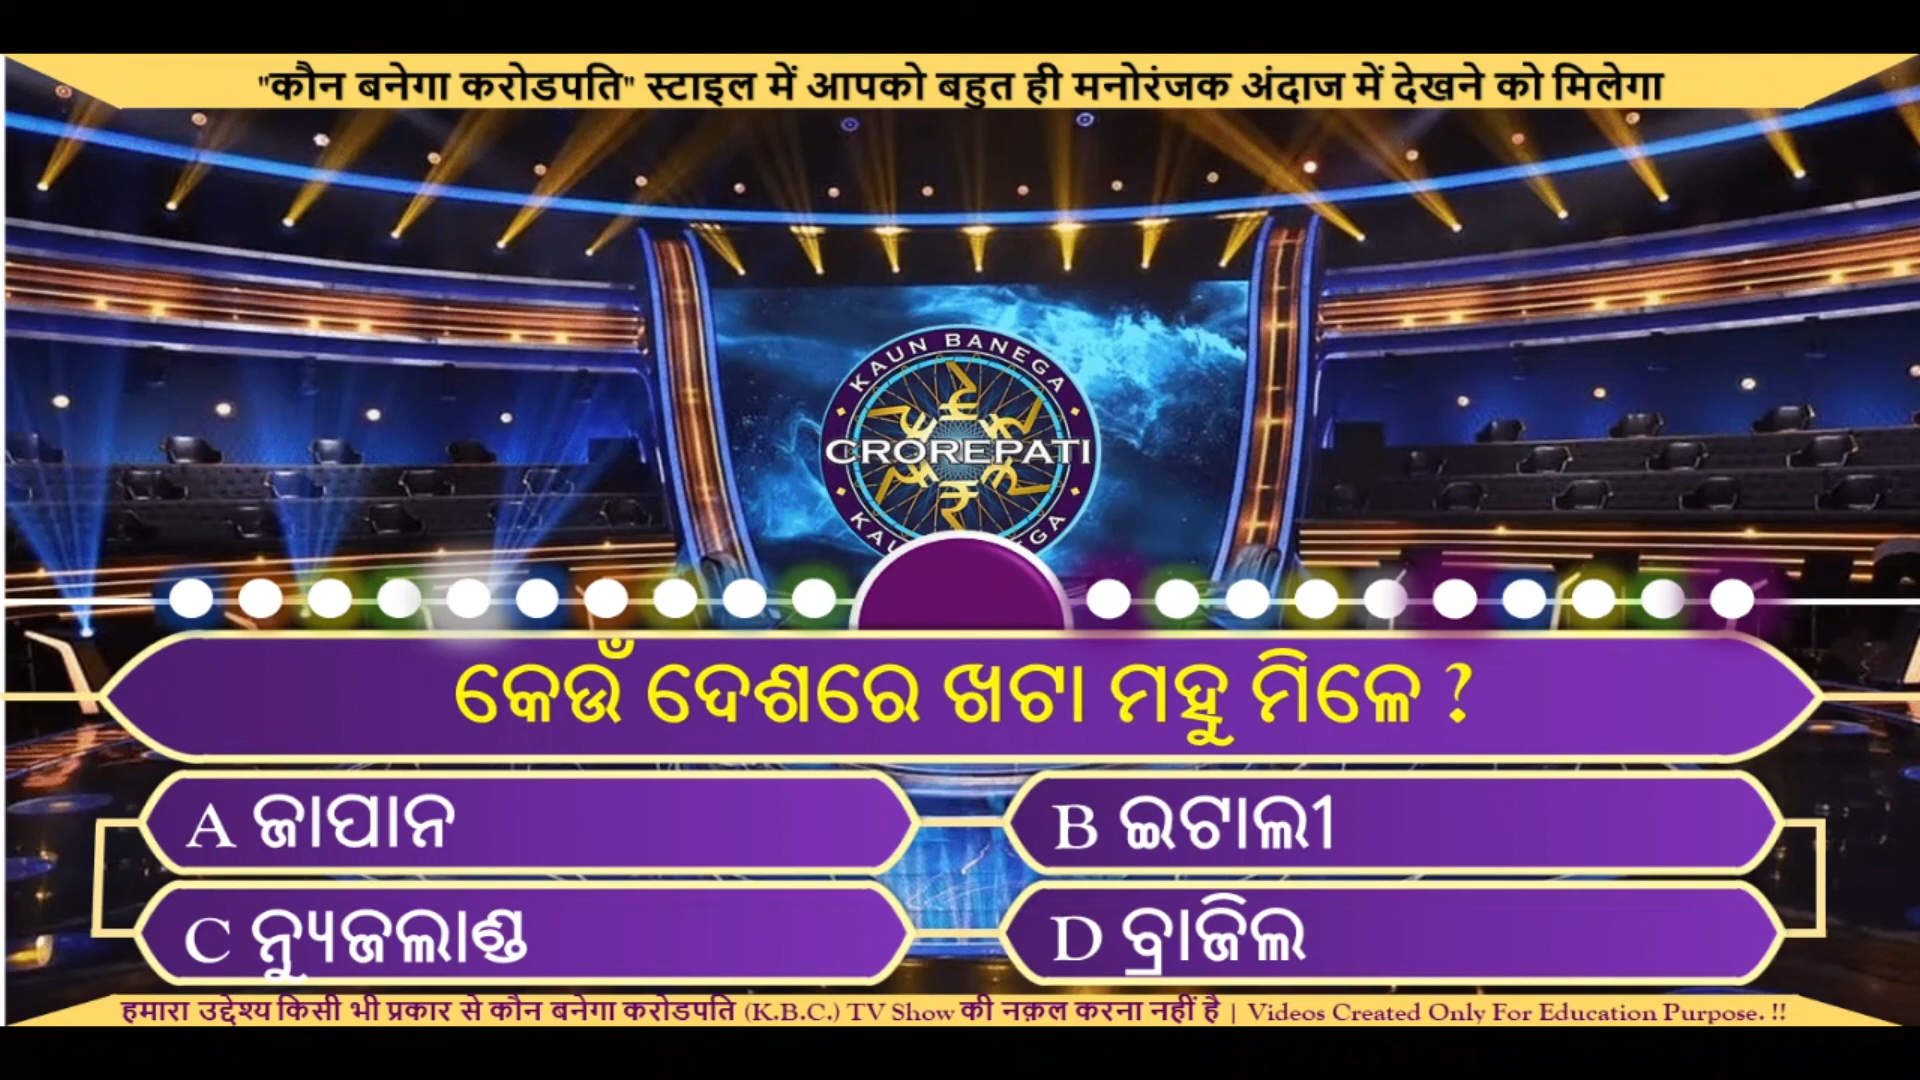 "कौन बनेगा करोडपति" स्टाइल में आपको बहुत ही मनोरंजक अंदाज में देखने को मिलेगा
KAUN BANEGA
CROREPATI
କେଉଁ ଦେଶରେ ଖଟା ମହୁ ମିଳେ ?
A ଜାପାନ
B ଇଟାଲୀ
C ନ୍ୟୁଜଲାଣ୍ଡ
D ବ୍ରାଜିଲ
हमारा उद्देश्य किसी भी प्रकार से कौन बनेगा करोडपति (K.B.C.) TV Show की नक़ल करना नहीं है | Videos Created Only For Education Purpose. !!